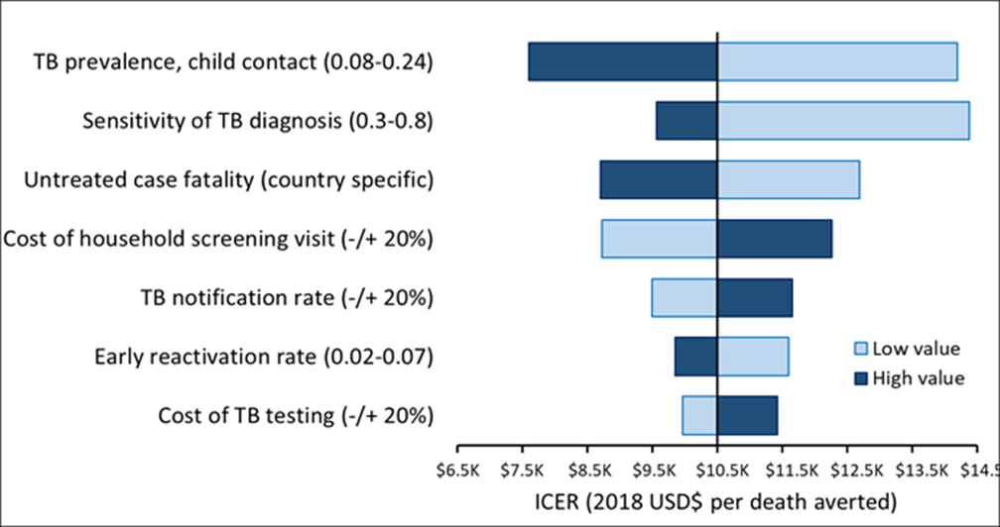 TB prevalence, child contact (0.08-0.24)
Sensitivity of TB diagnosis (0.3-0.8)
Untreated case fatality (country specific)
Cost of household screening visit (-/+ 20%)
TB notification rate (-/+ 20%)
Early reactivation rate (0.02-0.07)
Low value
High value
Cost of TB testing (-/+ 20%)
$6.5K $7.5K $8.5K $9.5K $10.5K $11.5K $12.5K $13.5K $14.5
ICER (2018 USD$ per death averted)